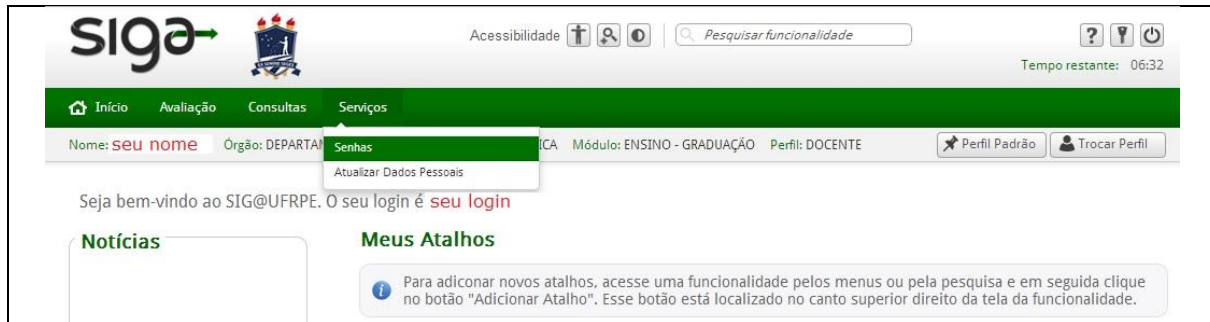 siga
Acessibilidade
Pesquisar funcionalidade
?
Tempo restante: 06:32
Início Avaliação Consultas Serviços
Nome: seu nome Órgão: DEPARTAM ICA Módulo: ENSINO - GRADUAÇÃO Perfil: DOCENTE Perfil Padrão Trocar Perfil
Senhas
Atualizar Dados Pessoais
Seja bem-vindo ao SIG@UFRPE. O seu login é seu login
Notícias
Meus Atalhos
Para adiconar novos atalhos, acesse uma funcionalidade pelos menus ou pela pesquisa e em seguida clique
no botão "Adicionar Atalho". Esse botão está localizado no canto superior direito da tela da funcionalidade.